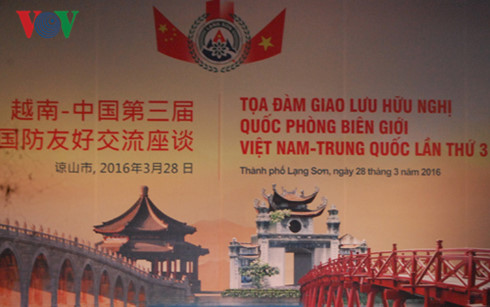 VOV
越南-中国第三届
国防友好交流座谈
谅山市, 2016年3月28日
TỌA ĐÀM GIAO LƯU HỮU NGHỊ
QUỐC PHÒNG BIÊN GIỚI
VIỆT NAM-TRUNG QUỐC LẦN THỨ 3
Thành phố Lạng Sơn, ngày 28 tháng 3 năm 2016